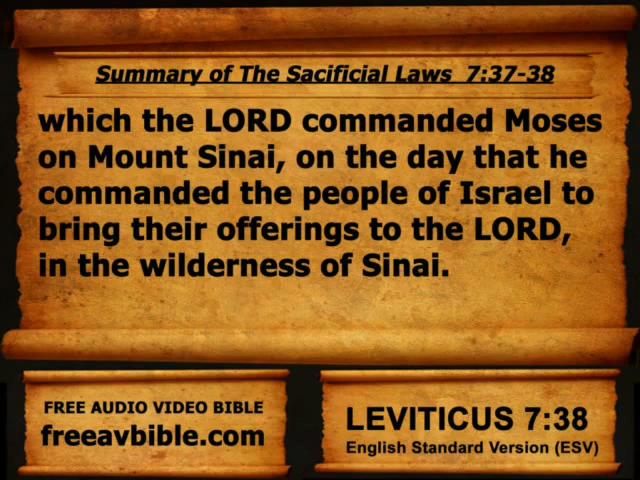 Summary of The Sacificial Laws 7:37-38
which the LORD commanded Moses
on Mount Sinai, on the day that he
commanded the people of Israel to
bring their offerings to the LORD,
in the wilderness of Sinai.
FREE AUDIO VIDEO BIBLE
freeavbible.com
LEVITICUS 7:38
English Standard Version (ESV)